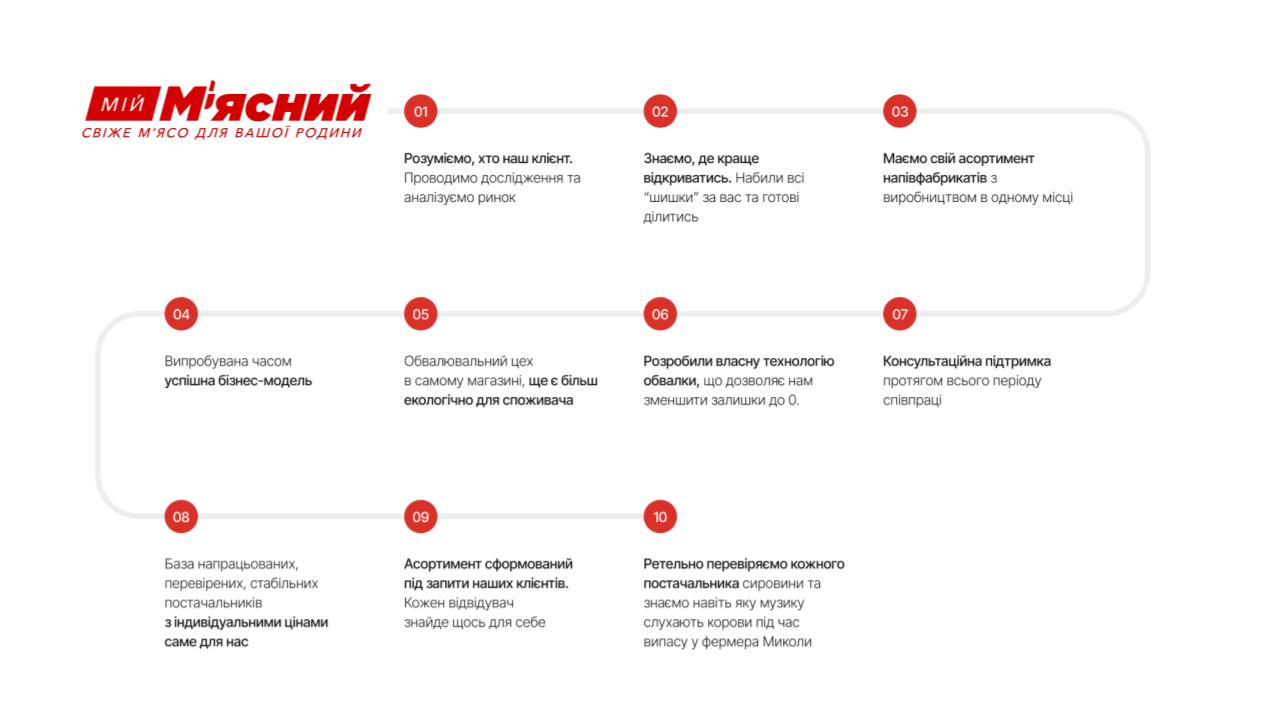 МІЙ М'ЯСНИЙ
СВІЖЕ М'ЯСО ДЛЯ ВАШОЇ РОДИНИ
01
Розуміємо, хто наш клієнт.
Проводимо дослідження та
аналізуємо ринок
02
Знаємо, де краще
відкриватись. Набили всі
“шишки” за вас та готові
ділитись
03
Маємо свій асортимент
напівфабрикатів з
виробництвом в одному місці
04
Випробувана часом
успішна бізнес-модель
05
Обвалювальний цех
в самому магазині, ще є більш
екологічно для споживача
06
Розробили власну технологію
обвалки, що дозволяє нам
зменшити залишки до 0.
07
Консультаційна підтримка
протягом всього періоду
співпраці
08
База напрацьованих,
перевірених, стабільних
постачальників
з індивідуальними цінами
саме для нас
09
Асортимент сформований
під запити наших клієнтів.
Кожен відвідувач
знайде щось для себе
10
Ретельно перевіряємо кожного
постачальника сировини та
знаємо навіть яку музику
слухають корови під час
випасу у фермера Миколи